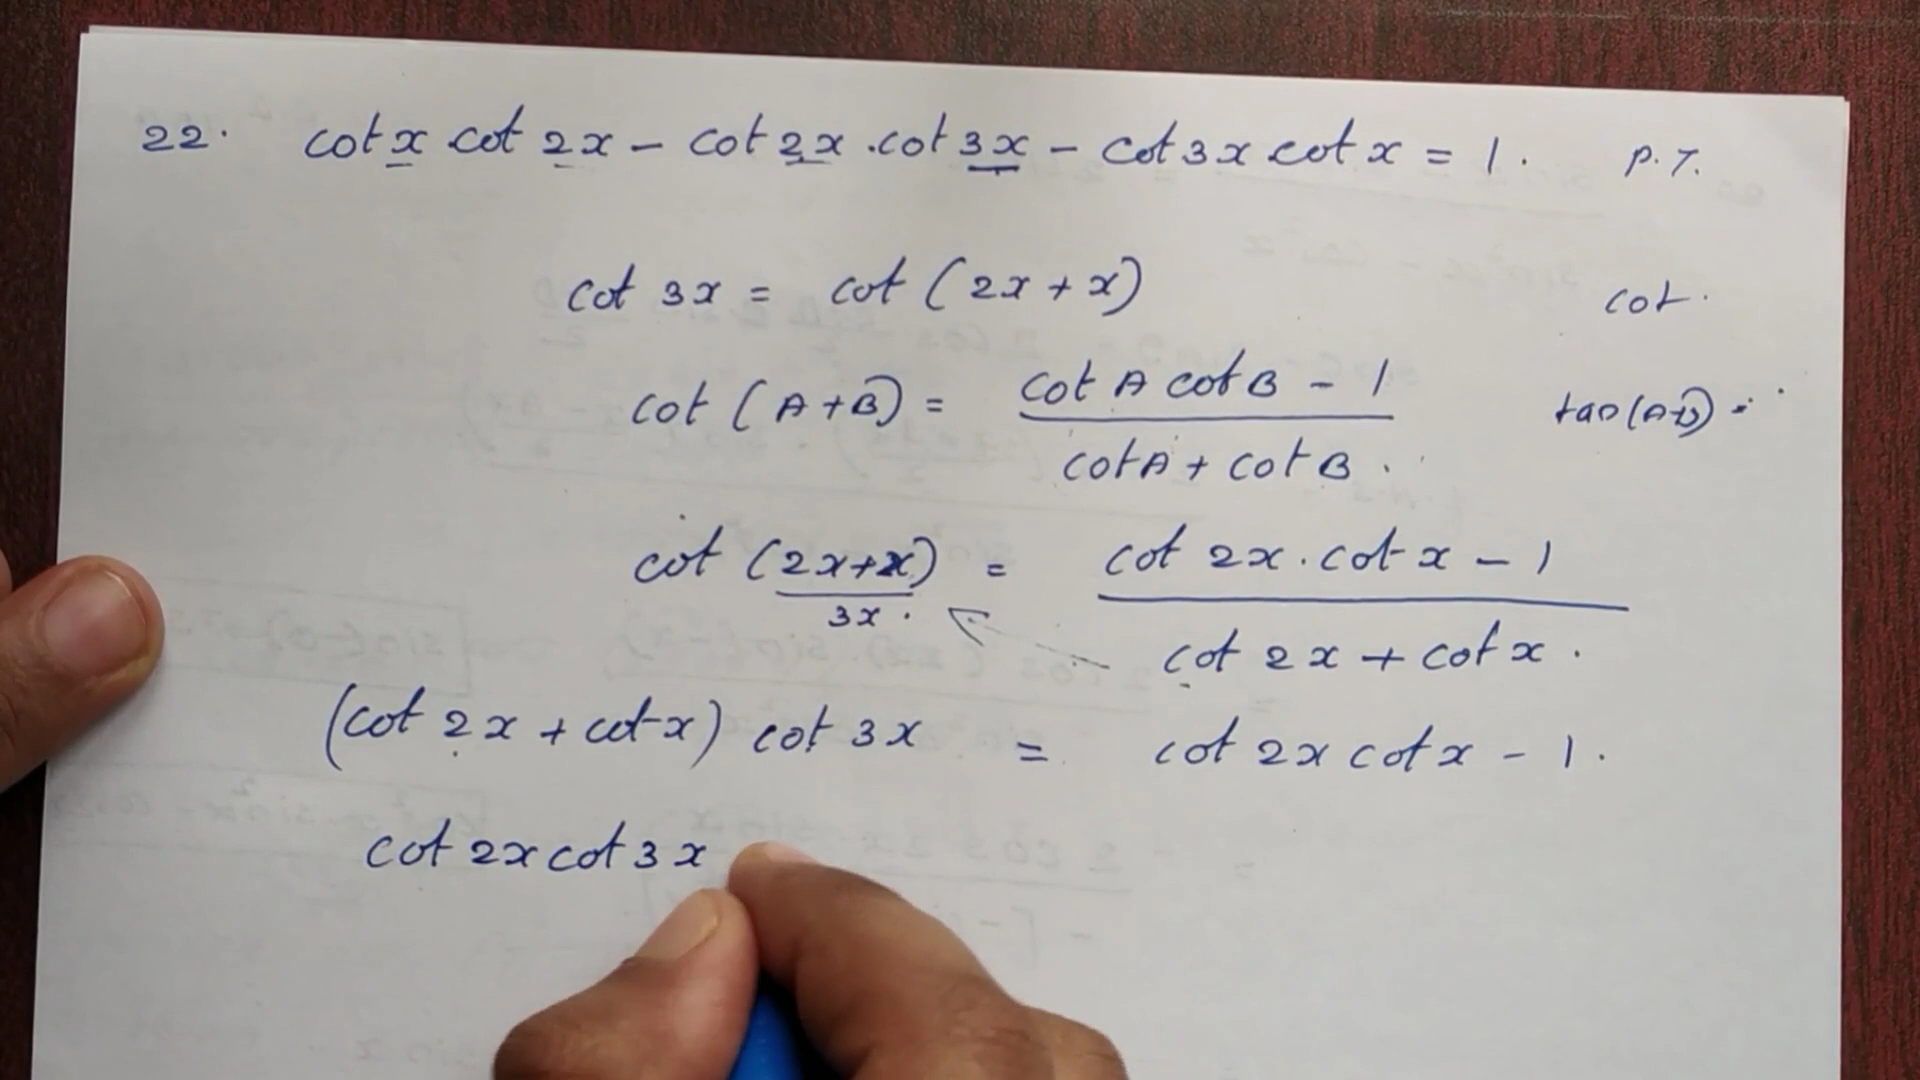 22. cot x cot 2x - cot 2x . cot 3x - cot 3x cot x = 1. P.T.
cot 3x = cot (2x + x)
cot.
cot (A+B) = cot A cot B - 1 / cot A + cot B.
tan(A+B) =
cot (2x+x) = cot 2x . cot x - 1 / cot 2x + cot x.
3x.
(cot 2x + cot x) cot 3x = cot 2x cot x - 1.
cot 2x cot 3x